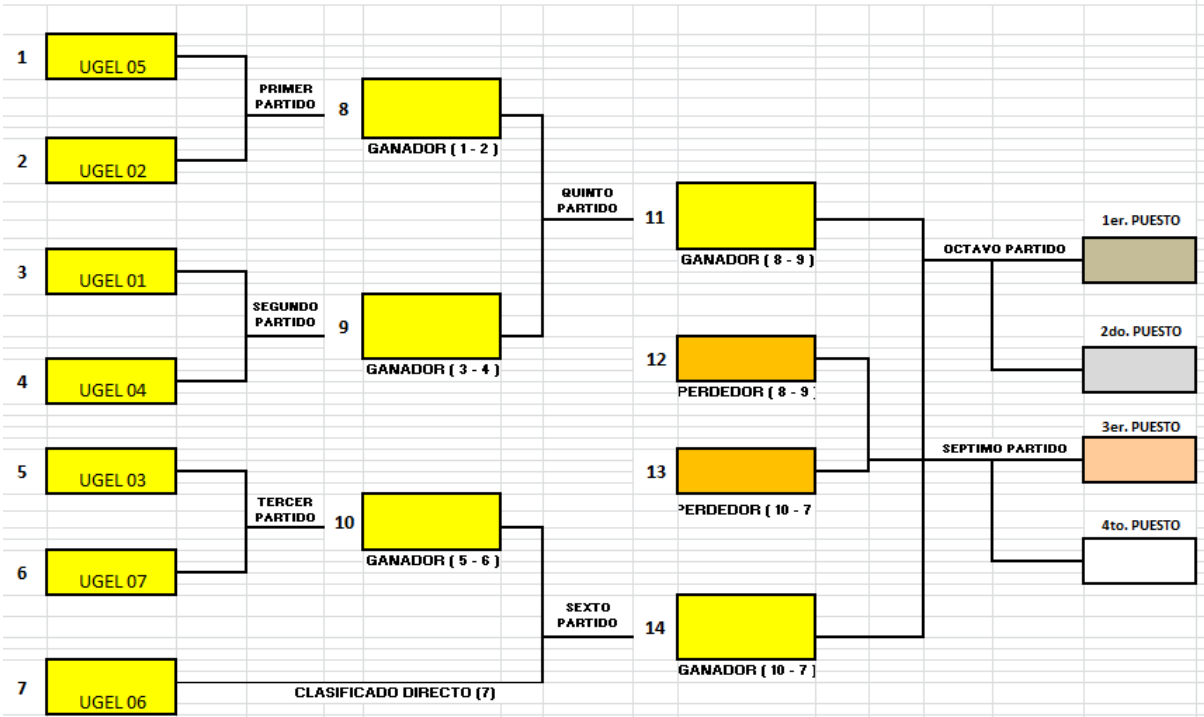 1
UGEL 05
PRIMER
PARTIDO
8
GANADOR ( 1 - 2 )
2
UGEL 02
QUINTO
PARTIDO
11
GANADOR ( 8 - 9 )
1er. PUESTO
OCTAVO PARTIDO
3
UGEL 01
SEGUNDO
PARTIDO
9
GANADOR ( 3 - 4 )
2do. PUESTO
12
PERDEDOR ( 8 - 9 )
4
UGEL 04
3er. PUESTO
SEPTIMO PARTIDO
5
UGEL 03
13
PERDEDOR ( 10 - 7
TERCER
PARTIDO
10
GANADOR ( 5 - 6 )
4to. PUESTO
6
UGEL 07
SEXTO
PARTIDO
14
GANADOR ( 10 - 7 )
7
UGEL 06
CLASIFICADO DIRECTO (7)